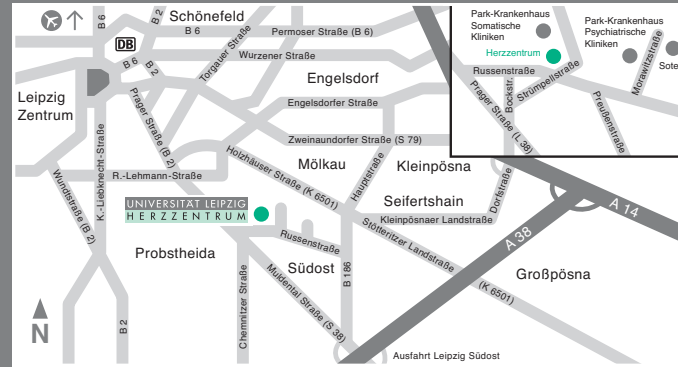 B 6
B 2
Schönefeld
B 6
Permoser Straße (B 6)
DB
B 6
B 2
Torgauer Straße
Wurzener Straße
Engelsdorf
Leipzig
Zentrum
Prager Straße (B 2)
Engelsdorfer Straße
Zweinaundorfer Straße (S 79)
K.-Liebknecht-Straße
Wundtstraße (B 2)
R.-Lehmann-Straße
Holzhäuser Straße (K 6501)
Mölkau
Hauptstraße
Kleinpösna
Seifertshain
Dorfstraße
Kleinpösnaer Landstraße
UNIVERSITÄT LEIPZIG
HERZZENTRUM
Probstheida
Russenstraße
Südost
B 186
Stötteritzer Landstraße
(K 6501)
Großpösna
A 38
A 14
Chemnitzer Straße
Muldental Straße (S 38)
B 2
N
Ausfahrt Leipzig Südost
Park-Krankenhaus
Somatische
Kliniken
Herzzentrum
Park-Krankenhaus
Psychiatrische
Kliniken
Morawitzstraße
Sote
Russenstraße
Strümpellstraße
Bockstr.
Prager Straße (L 38)
Preußenstraße